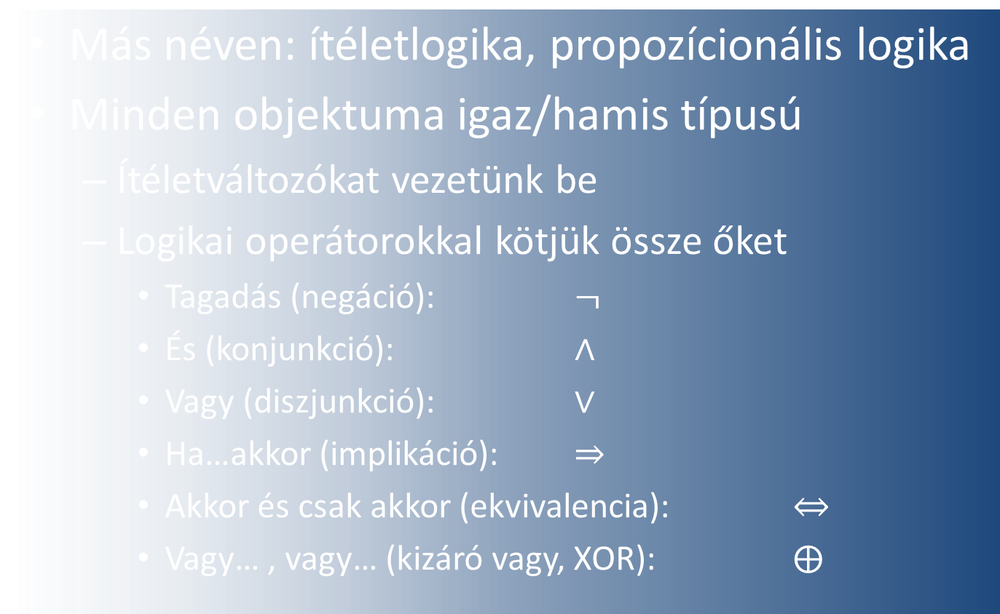 • Más néven: ítéletlogika, propozícionális logika
• Minden objektuma igaz/hamis típusú
– Ítéletváltozókat vezetünk be
– Logikai operátorokkal kötjük össze őket
• Tagadás (negáció): ¬
• És (konjunkció): ∧
• Vagy (diszjunkció): ∨
• Ha…akkor (implikáció): ⇒
• Akkor és csak akkor (ekvivalencia): ⇔
• Vagy… , vagy… (kizáró vagy, XOR): ⊕